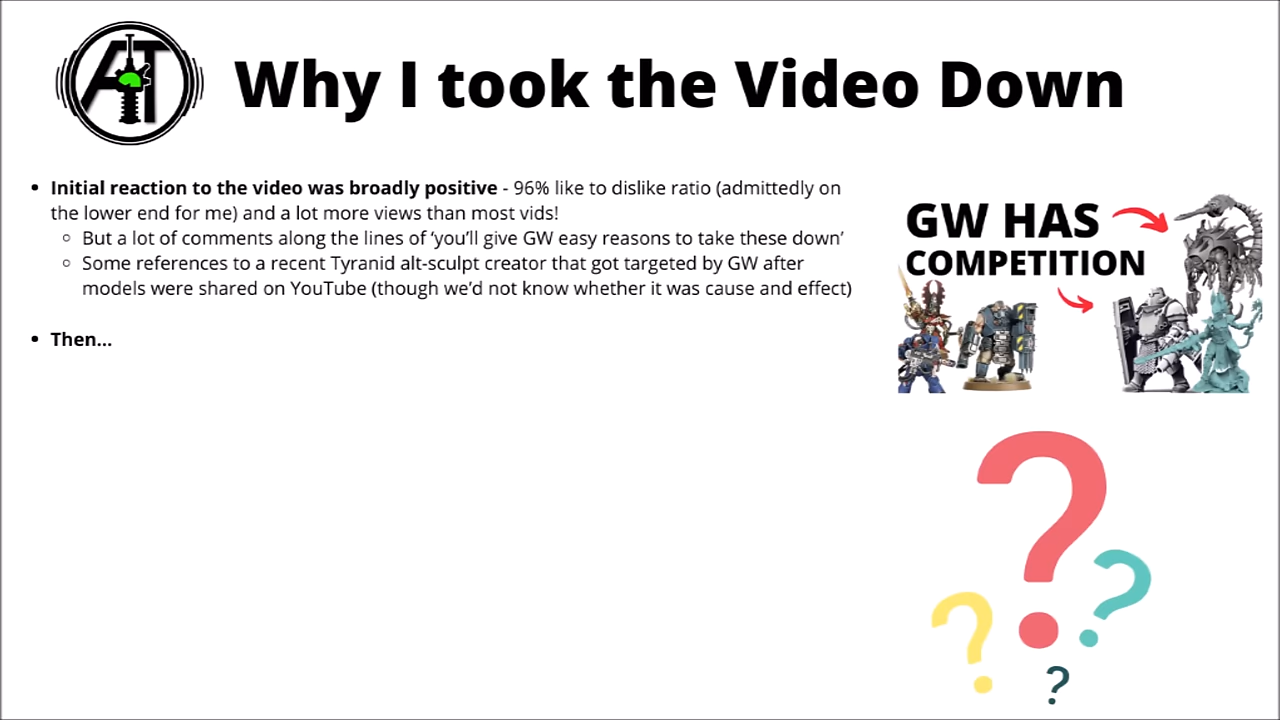 AT
Why I took the Video Down
• Initial reaction to the video was broadly positive - 96% like to dislike ratio (admittedly on
the lower end for me) and a lot more views than most vids!
◦ But a lot of comments along the lines of ‘you’ll give GW easy reasons to take these down’
◦ Some references to a recent Tyranid alt-sculpt creator that got targeted by GW after
models were shared on YouTube (though we’d not know whether it was cause and effect)
• Then...
GW HAS
COMPETITION
?
?
?
?